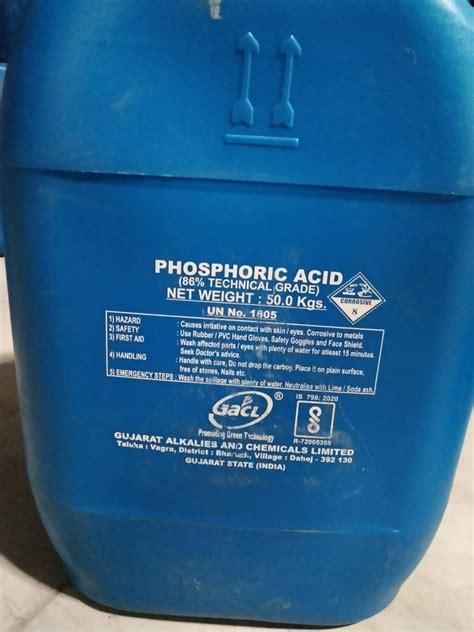 PHOSPHORIC ACID
(86% TECHNICAL GRADE)
NET WEIGHT : 50.0 Kgs.
UN No. 1805
CORROSIVE
8
1) HAZARD : Causes irritative on contact with skin / eyes. Corrosive to metals
2) SAFETY : Use Rubber / PVC Hand Gloves, Safety Goggles and Face Shield.
3) FIRST AID : Wash affected parts / eyes with plenty of water for atleast 15 minutes.
Seek Doctor's advice.
4) HANDLING : Handle with care, Do not drop the carboy. Place it on plain surface,
free of stones, Nails etc.
5) EMERGENCY STEPS : Wash the spillage with plenty of water. Neutralise with Lime / Soda ash.
GACL ®
Promoting Green Technology
IS 798: 2020
R-72005355
GUJARAT ALKALIES AND CHEMICALS LIMITED
Taluka : Vagra, District : Bharuch, Village : Dahej - 392 130
GUJARAT STATE (INDIA)